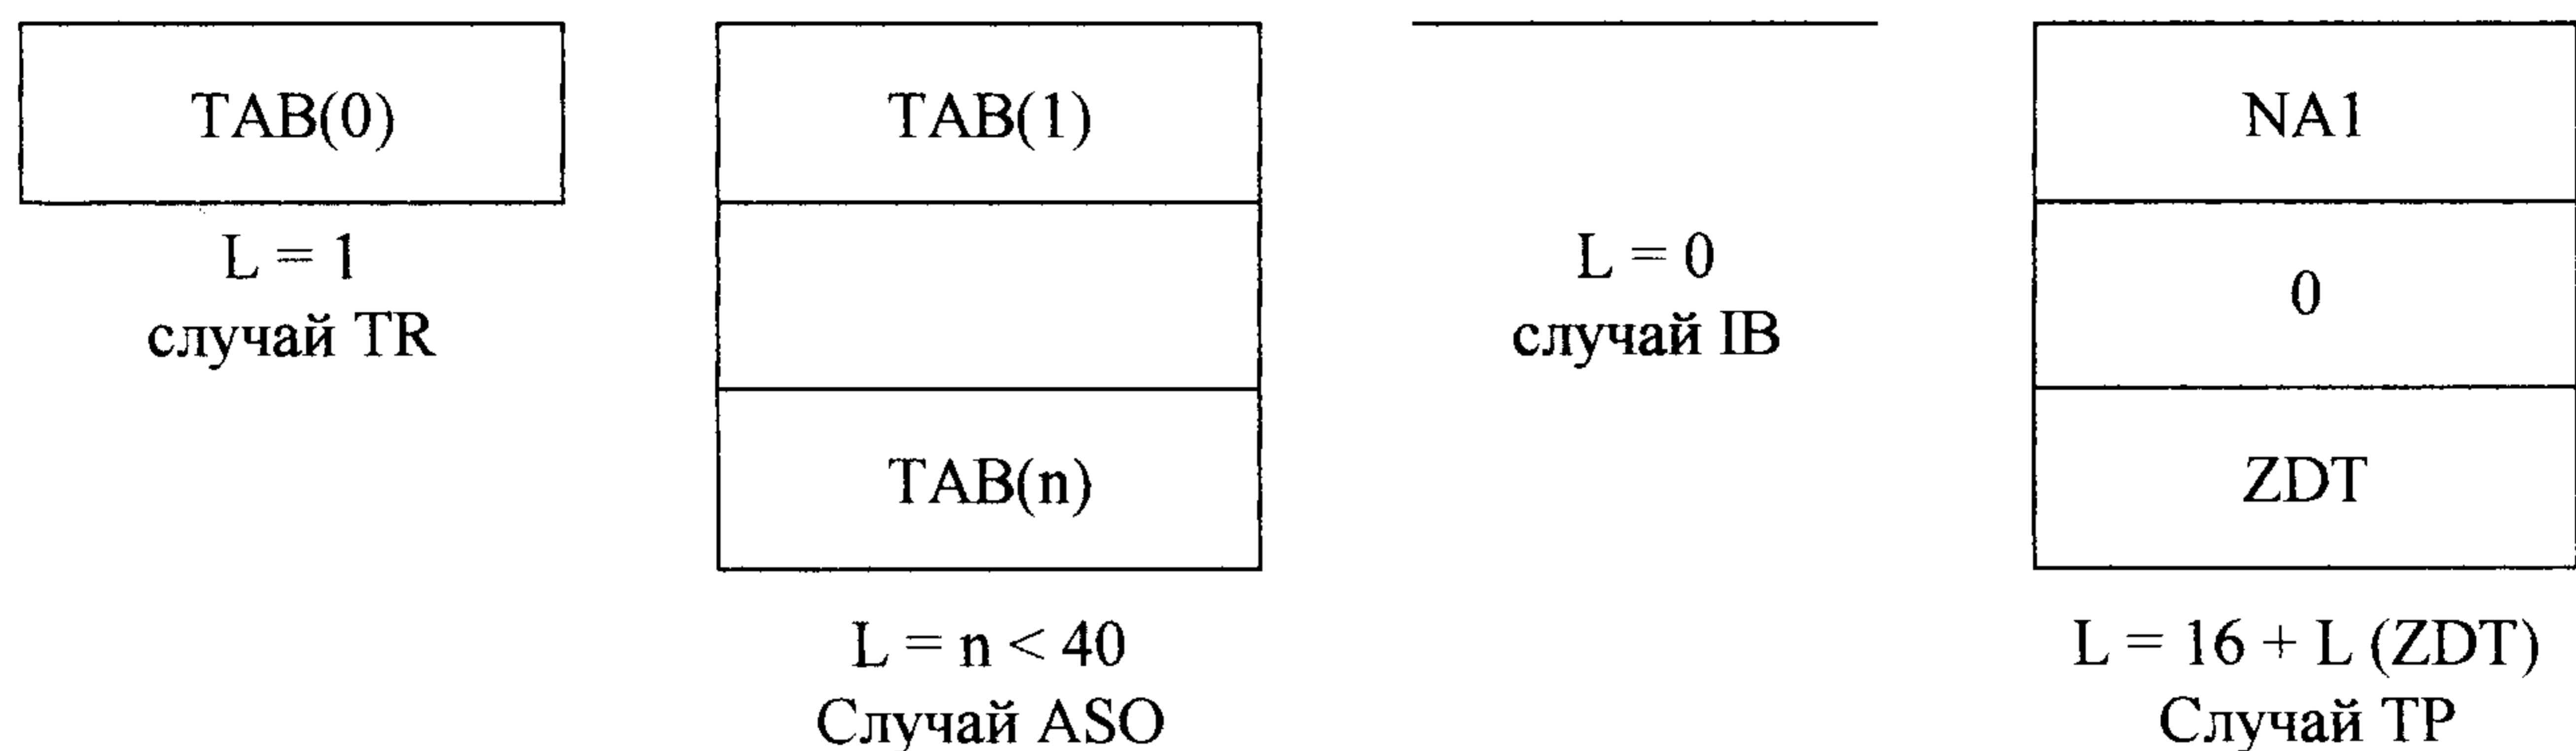 TAB(0)
L = 1
случай TR
TAB(1)
TAB(n)
L = n < 40
Случай ASO
L = 0
случай IB
NA1
0
ZDT
L = 16 + L (ZDT)
Случай TP